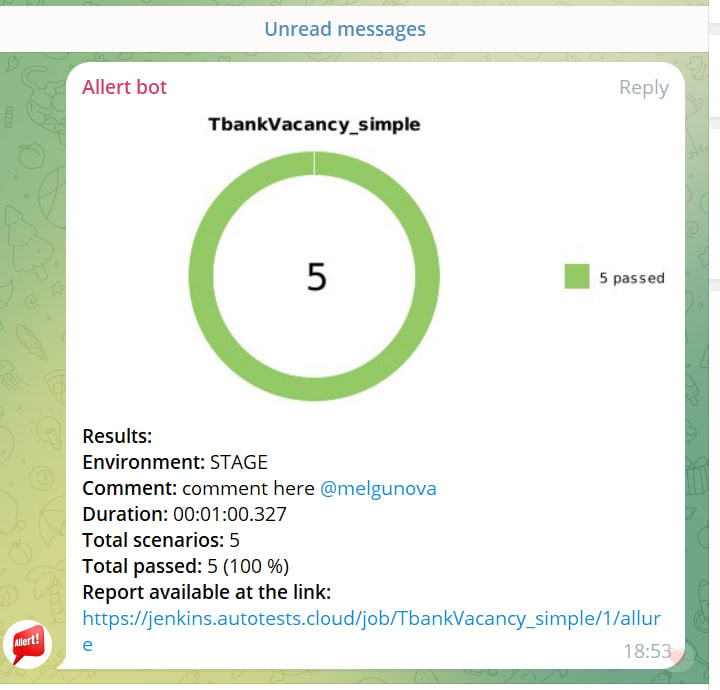 Unread messages
Allert bot
Reply
TbankVacancy_simple
5
5 passed
Results:
Environment: STAGE
Comment: comment here @melgunova
Duration: 00:01:00.327
Total scenarios: 5
Total passed: 5 (100 %)
Report available at the link:
https://jenkins.autotests.cloud/job/TbankVacancy_simple/1/allur
e
Allert!
18:53